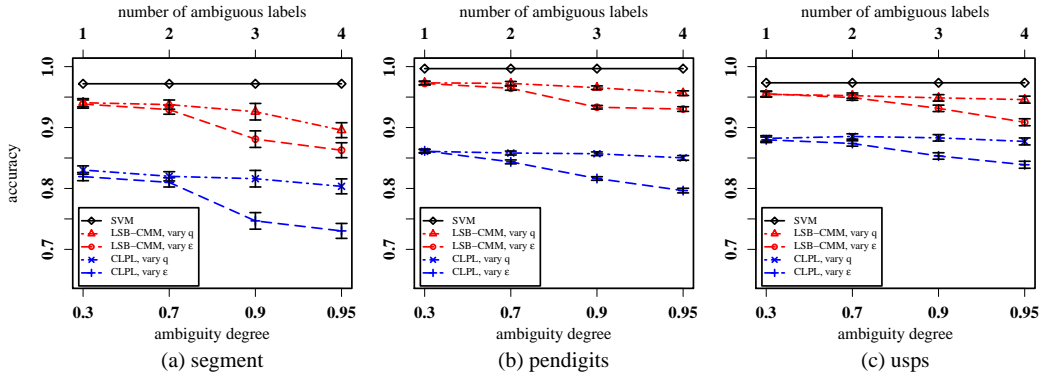 number of ambiguous labels
1 2 3 4
accuracy
1.0
0.9
0.8
0.7
SVM
LSB−CMM, vary q
LSB−CMM, vary ε
CLPL, vary q
CLPL, vary ε
0.3 0.7 0.9 0.95
ambiguity degree
(a) segment
number of ambiguous labels
1 2 3 4
1.0
0.9
0.8
0.7
SVM
LSB−CMM, vary q
LSB−CMM, vary ε
CLPL, vary q
CLPL, vary ε
0.3 0.7 0.9 0.95
ambiguity degree
(b) pendigits
number of ambiguous labels
1 2 3 4
1.0
0.9
0.8
0.7
SVM
LSB−CMM, vary q
LSB−CMM, vary ε
CLPL, vary q
CLPL, vary ε
0.3 0.7 0.9 0.95
ambiguity degree
(c) usps